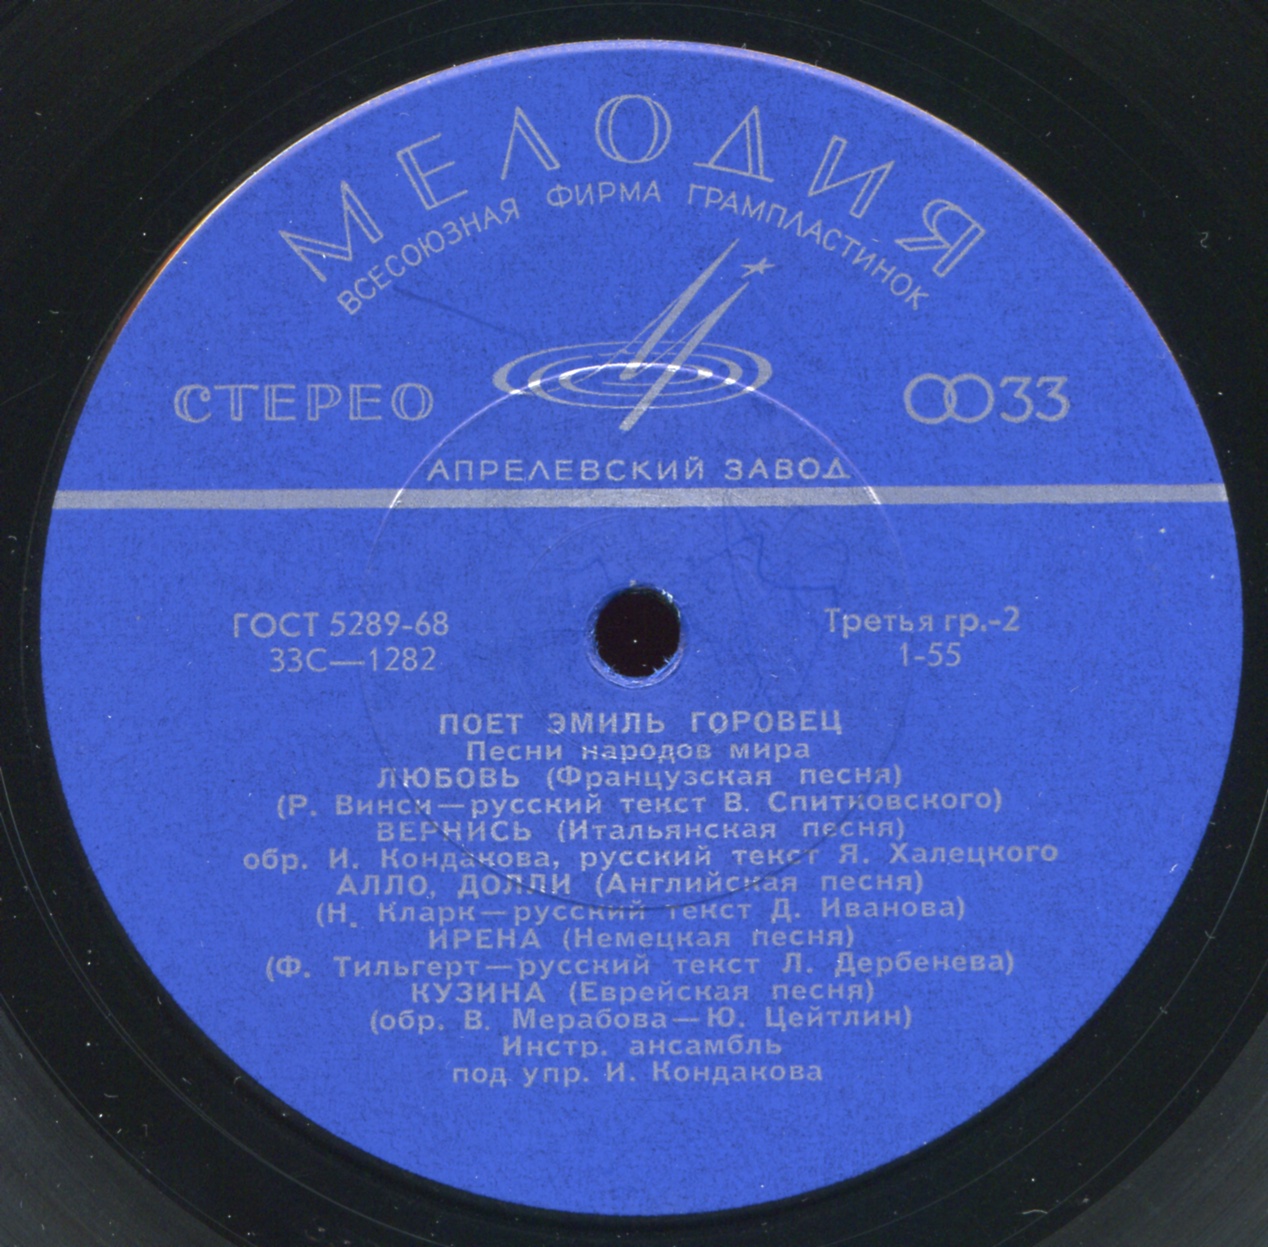 МЕЛОДИЯ
ВСЕСОЮЗНАЯ ФИРМА ГРАМПЛАСТИНОК
СТЕРЕО
33
АПРЕЛЕВСКИЙ ЗАВОД
ГОСТ 5289-68
33С—1282
Третья гр.-2
1-55
ПОЕТ ЭМИЛЬ ГОРОВЕЦ
Песни народов мира
ЛЮБОВЬ (Французская песня)
(Р. Винси—русский текст В. Спитковского)
ВЕРНИСЬ (Итальянская песня)
обр. И. Кондакова, русский текст Я. Халецкого
АЛЛО, ДОЛЛИ (Английская песня)
(Н. Кларк—русский текст Д. Иванова)
ИРЕНА (Немецкая песня)
(Ф. Тильгерт—русский текст Л. Дербенева)
КУЗИНА (Еврейская песня)
(обр. В. Мерабова—Ю. Цейтлин)
Инстр. ансамбль
под упр. И. Кондакова